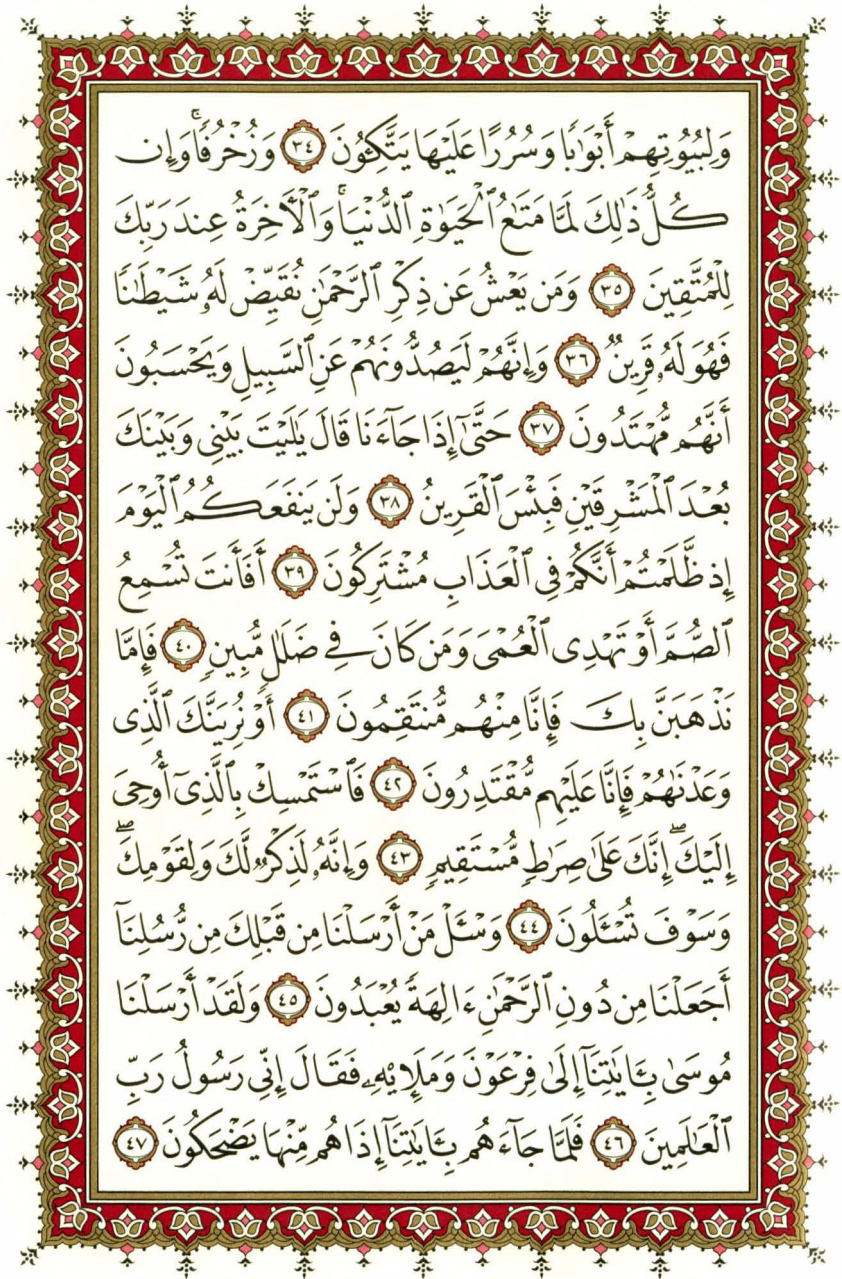 وَلِبُيُوتِهِمْ أَبْوَٰبًا وَسُرُرًا عَلَيْهَا يَتَّكِـُٔونَ ٣٤ وَزُخْرُفًا ۚ وَإِن
كُلُّ ذَٰلِكَ لَمَّا مَتَـٰعُ ٱلْحَيَوٰةِ ٱلدُّنْيَا ۚ وَٱلْـَٔاخِرَةُ عِندَ رَبِّكَ
لِلْمُتَّقِينَ ٣٥ وَمَن يَعْشُ عَن ذِكْرِ ٱلرَّحْمَـٰنِ نُقَيِّضْ لَهُۥ شَيْطَـٰنًا
فَهُوَ لَهُۥ قَرِينٌ ٣٦ وَإِنَّهُمْ لَيَصُدُّونَهُمْ عَنِ ٱلسَّبِيلِ وَيَحْسَبُونَ
أَنَّهُم مُّهْتَدُونَ ٣٧ حَتَّىٰٓ إِذَا جَآءَنَا قَالَ يَـٰلَيْتَ بَيْنِى وَبَيْنَكَ
بُعْدَ ٱلْمَشْرِقَيْنِ فَبِئْسَ ٱلْقَرِينُ ٣٨ وَلَن يَنفَعَكُمُ ٱلْيَوْمَ
إِذ ظَّلَمْتُمْ أَنَّكُمْ فِى ٱلْعَذَابِ مُشْتَرِكُونَ ٣٩ أَفَأَنتَ تُسْمِعُ
ٱلصُّمَّ أَوْ تَهْدِى ٱلْعُمْىَ وَمَن كَانَ فِى ضَلَـٰلٍ مُّبِينٍ ٤٠ فَإِمَّا
نَذْهَبَنَّ بِكَ فَإِنَّا مِنْهُم مُّنتَقِمُونَ ٤١ أَوْ نُرِيَنَّكَ ٱلَّذِى
وَعَدْنَـٰهُمْ فَإِنَّا عَلَيْهِم مُّقْتَدِرُونَ ٤٢ فَٱسْتَمْسِكْ بِٱلَّذِىٓ أُوحِىَ
إِلَيْكَ ۖ إِنَّكَ عَلَىٰ صِرَٰطٍ مُّسْتَقِيمٍ ٤٣ وَإِنَّهُۥ لَذِكْرٌ لَّكَ وَلِقَوْمِكَ ۖ
وَسَوْفَ تُسْـَٔلُونَ ٤٤ وَسْـَٔلْ مَنْ أَرْسَلْنَا مِن قَبْلِكَ مِن رُّسُلِنَآ
أَجَعَلْنَا مِن دُونِ ٱلرَّحْمَـٰنِ ءَالِهَةً يُعْبَدُونَ ٤٥ وَلَقَدْ أَرْسَلْنَا
مُوسَىٰ بِـَٔايَـٰتِنَآ إِلَىٰ فِرْعَوْنَ وَمَلَإِي۟هِۦ فَقَالَ إِنِّى رَسُولُ رَبِّ
ٱلْعَـٰلَمِينَ ٤٦ فَلَمَّا جَآءَهُم بِـَٔايَـٰتِنَآ إِذَا هُم مِّنْهَا يَضْحَكُونَ ٤٧